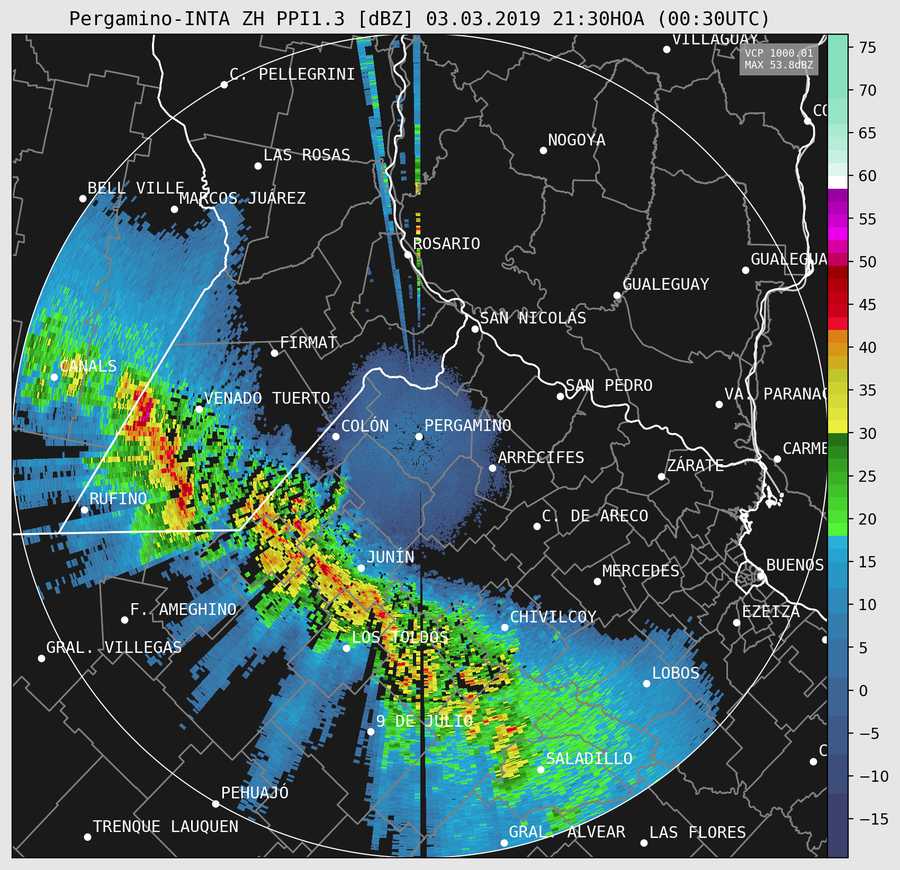 Pergamino-INTA ZH PPI1.3 [dBZ] 03.03.2019 21:30HOA (00:30UTC)
VILLAGUAY
VCP 1000.01
MAX 53.8dBZ
75
C. PELLEGRINI
70
CO
65
NOGOYA
LAS ROSAS
60
BELL VILLE
MARCOS JUÁREZ
55
ROSARIO
GUALEGUA
50
GUALEGUAY
45
SAN NICOLÁS
FIRMAT
40
CANALS
SAN PEDRO
35
VENADO TUERTO
VA. PARANAC
COLÓN
PERGAMINO
30
CARME
ARRECIFES
ZÁRATE
25
RUFINO
C. DE ARECO
20
JUNÍN
15
MERCEDES
BUENOS
F. AMEGHINO
CHIVILCOY
EZEIZA
10
GRAL. VILLEGAS
LOS TOLDOS
5
LOBOS
0
9 DE JULIO
−5
SALADILLO
C
−10
PEHUAJÓ
−15
TRENQUE LAUQUEN
GRAL. ALVEAR
LAS FLORES